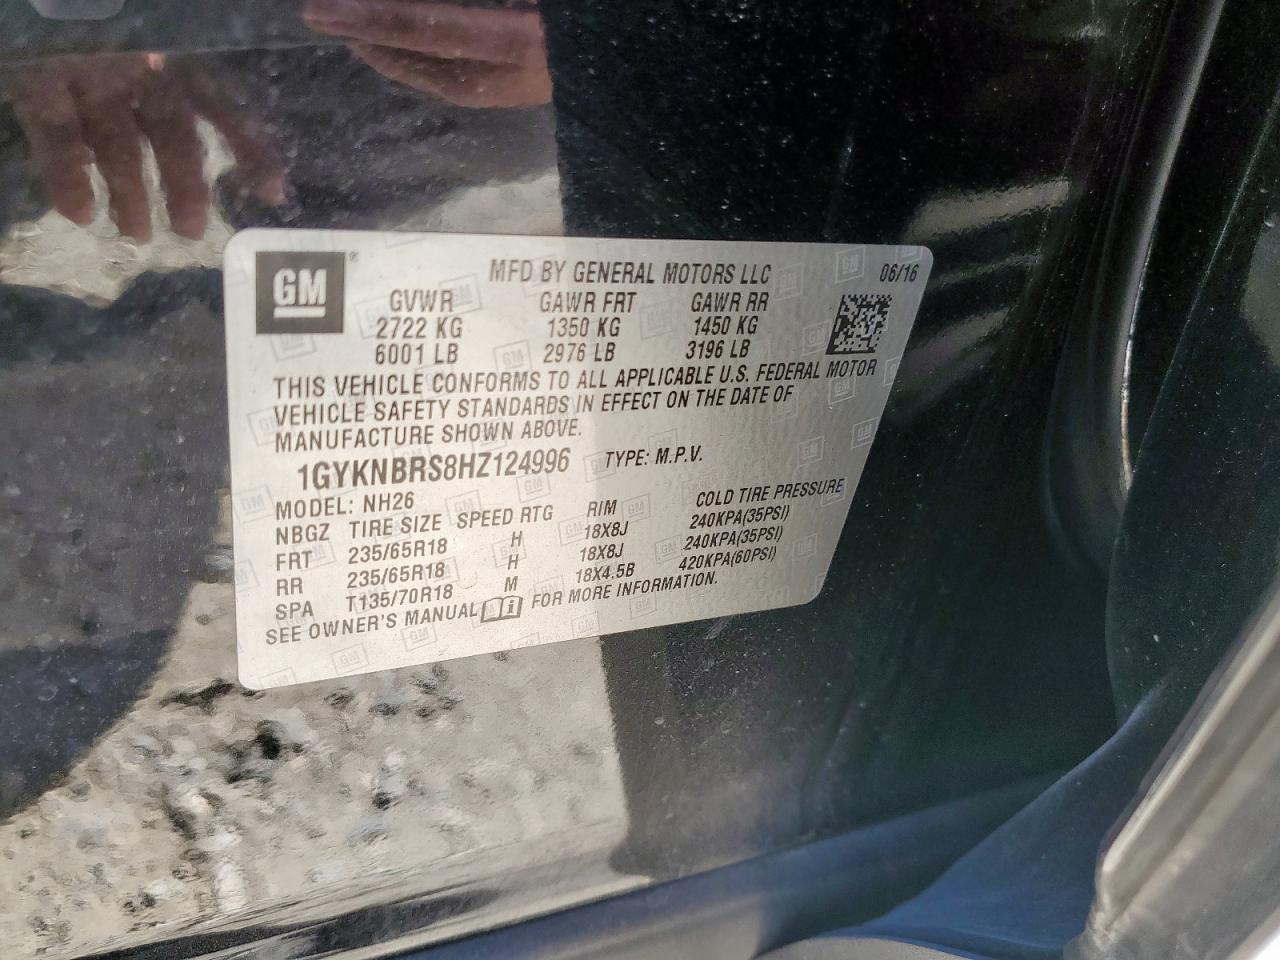 GM® MFD BY GENERAL MOTORS LLC 06/16
GVWR GAWR FRT GAWR RR
2722 KG 1350 KG 1450 KG
6001 LB 2976 LB 3196 LB
THIS VEHICLE CONFORMS TO ALL APPLICABLE U.S. FEDERAL MOTOR
VEHICLE SAFETY STANDARDS IN EFFECT ON THE DATE OF
MANUFACTURE SHOWN ABOVE.
1GYKNBRS8HZ124996 TYPE: M.P.V.
MODEL: NH26
NBGZ TIRE SIZE SPEED RTG RIM COLD TIRE PRESSURE
FRT 235/65R18 H 18X8J 240KPA(35PSI)
RR 235/65R18 H 18X8J 240KPA(35PSI)
SPA T135/70R18 M 18X4.5B 420KPA(60PSI)
SEE OWNER'S MANUAL FOR MORE INFORMATION.